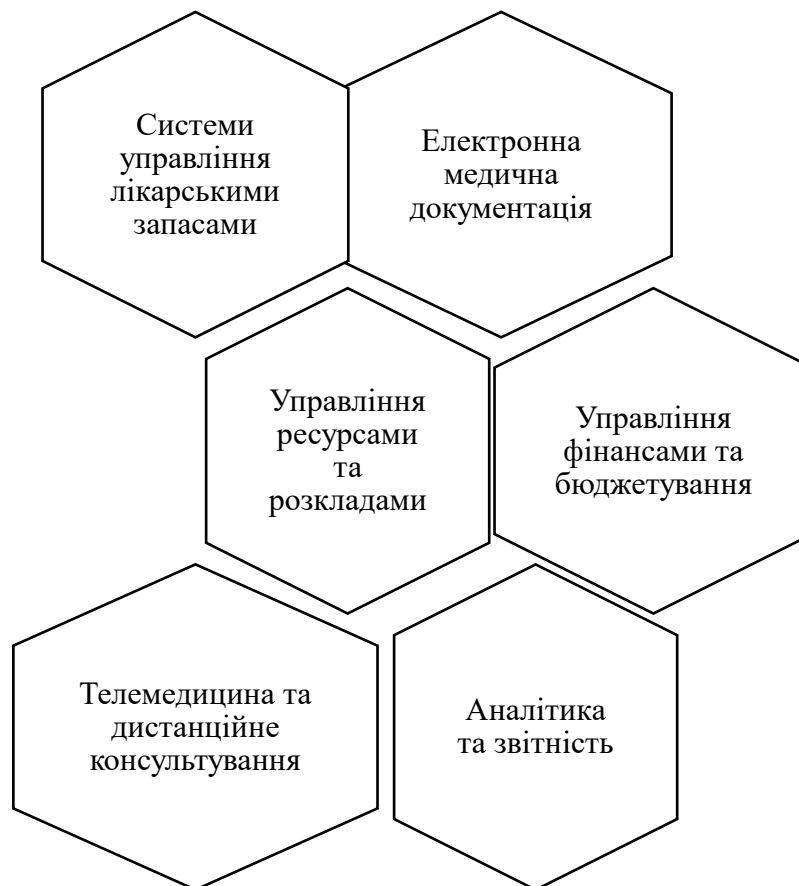 Системи
управління
лікарськими
запасами
Електронна
медична
документація
Управління
ресурсами
та
розкладами
Управління
фінансами та
бюджетування
Телемедицина та
дистанційне
консультування
Аналітика
та звітність